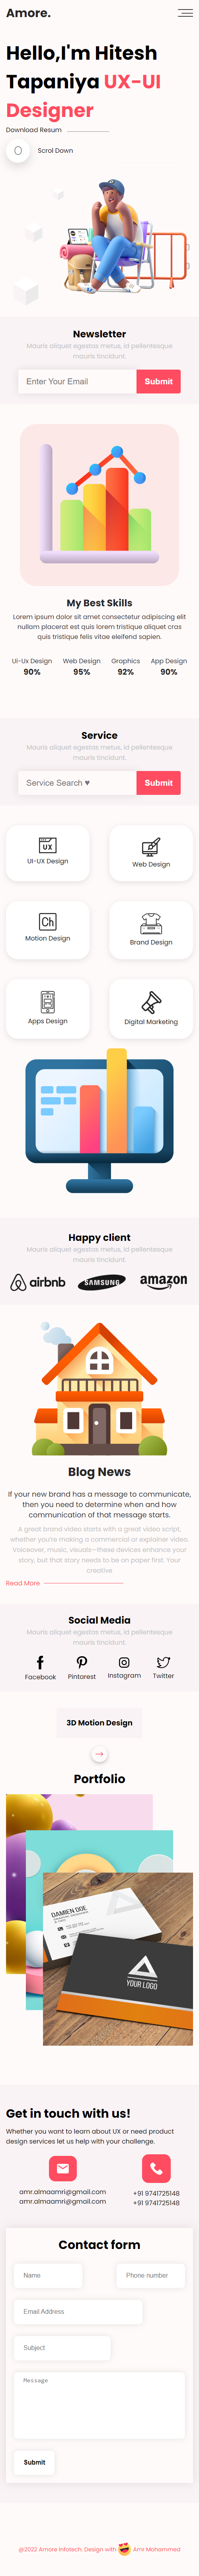 Amore.
Hello,I'm Hitesh
Tapaniya UX-UI
Designer
Download Resum
Scrol Down
Newsletter
Mauris aliquet egestas metus, id pellentesque
mauris tincidunt.
Enter Your Email
Submit
My Best Skills
Lorem ipsum dolor sit amet consectetur adipiscing elit
nullam placerat est quis lorem tristique aliquet cras
quis tristique felis vitae eleifend sapien.
Ui-Ux Design Web Design Graphics App Design
90% 95% 92% 90%
Service
Mauris aliquet egestas metus, id pellentesque
mauris tincidunt.
Service Search ♥
Submit
UX
UI-UX Design
Web Design
Ch
Motion Design
Brand Design
Apps Design
Digital Marketing
Happy client
Mauris aliquet egestas metus, id pellentesque
mauris tincidunt.
airbnb SAMSUNG amazon
Blog News
If your new brand has a message to communicate,
then you need to determine when and how
communication of that message starts.
A great brand video starts with a great video script,
whether you're making a commercial or explainer video.
Voiceover, music, visuals—these devices enhance your
story, but that story needs to be on paper first. Your
creative
Read More
Social Media
Mauris aliquet egestas metus, id pellentesque
mauris tincidunt.
Facebook Pintorest Instagram Twitter
3D Motion Design
Portfolio
DAMIEN DOE
YOUR LOGO
Get in touch with us!
Whether you want to learn about UX or need product
design services let us help with your challenge.
amr.almaamri@gmail.com
amr.almaamri@gmail.com
+91 9741725148
+91 9741725148
Contact form
Name
Phone number
Email Address
Subject
Message
Submit
@2022 Amore Infotech. Design with Amr Mohammed